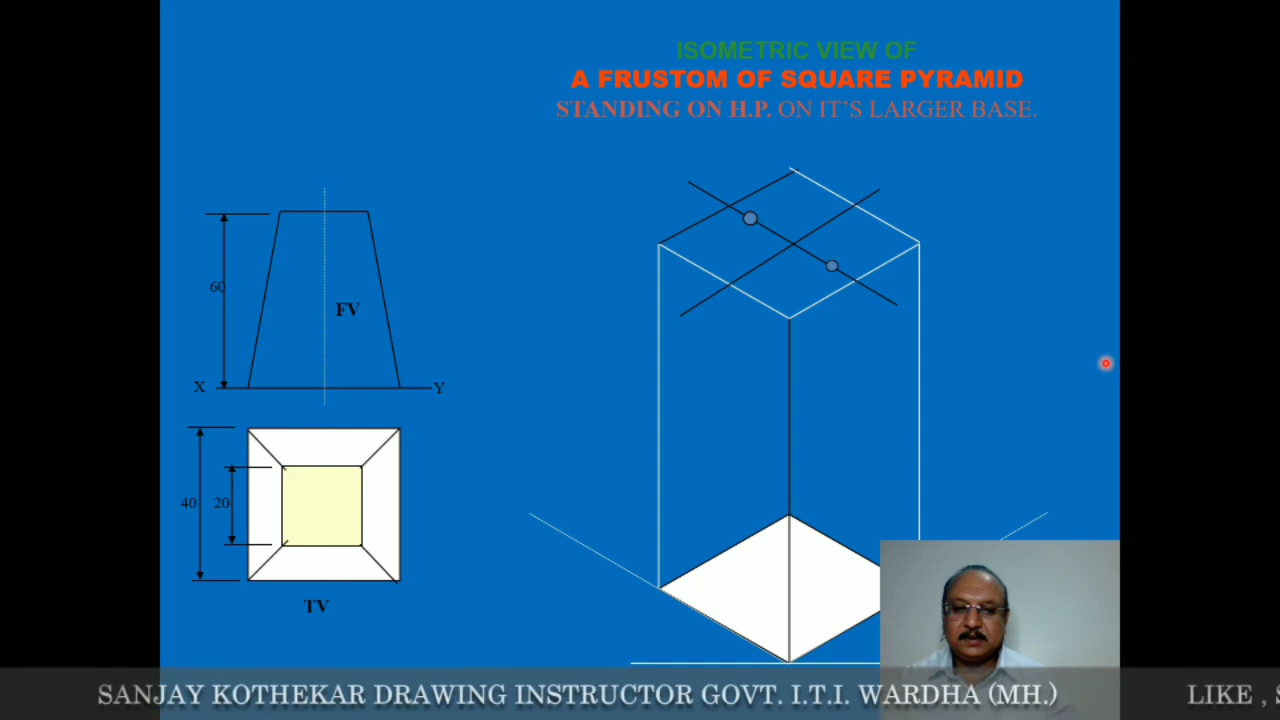 ISOMETRIC VIEW OF
A FRUSTOM OF SQUARE PYRAMID
STANDING ON H.P. ON IT'S LARGER BASE.
60
FV
X
Y
40
20
TV
SANJAY KOTHEKAR DRAWING INSTRUCTOR GOVT. I.T.I. WARDHA (MH.)
LIKE ,